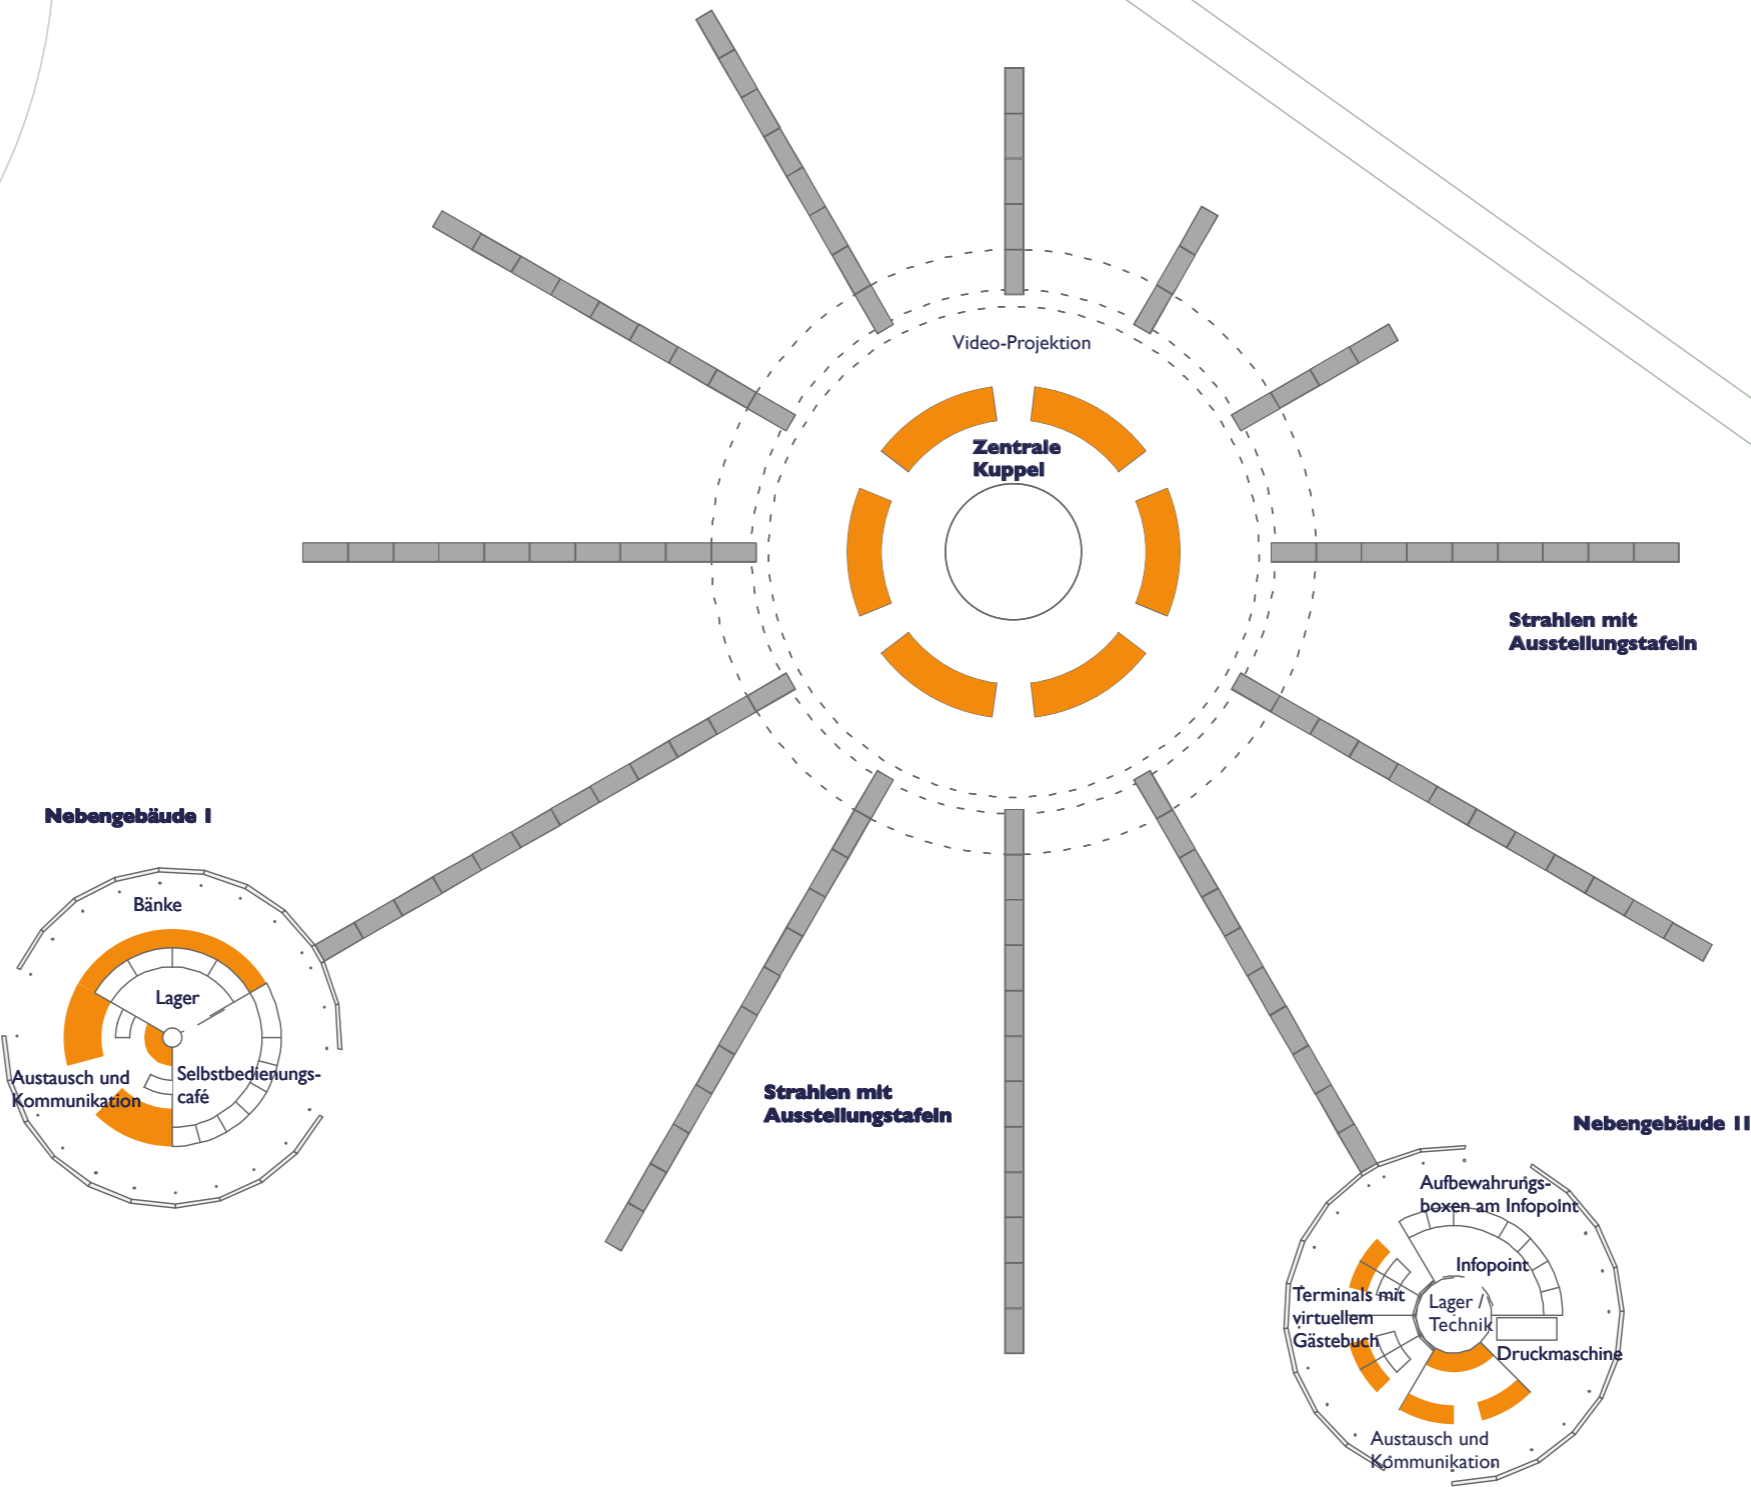 Video-Projektion
Zentrale
Kuppel
Strahlen mit
Ausstellungstafeln
Nebengebäude I
Bänke
Lager
Austausch und
Kommunikation
Selbstbedienungs-
café
Strahlen mit
Ausstellungstafeln
Nebengebäude II
Aufbewahrungs-
boxen am Infopoint
Infopoint
Terminals mit
virtuellem
Gästebuch
Lager /
Technik
Druckmaschine
Austausch und
Kommunikation